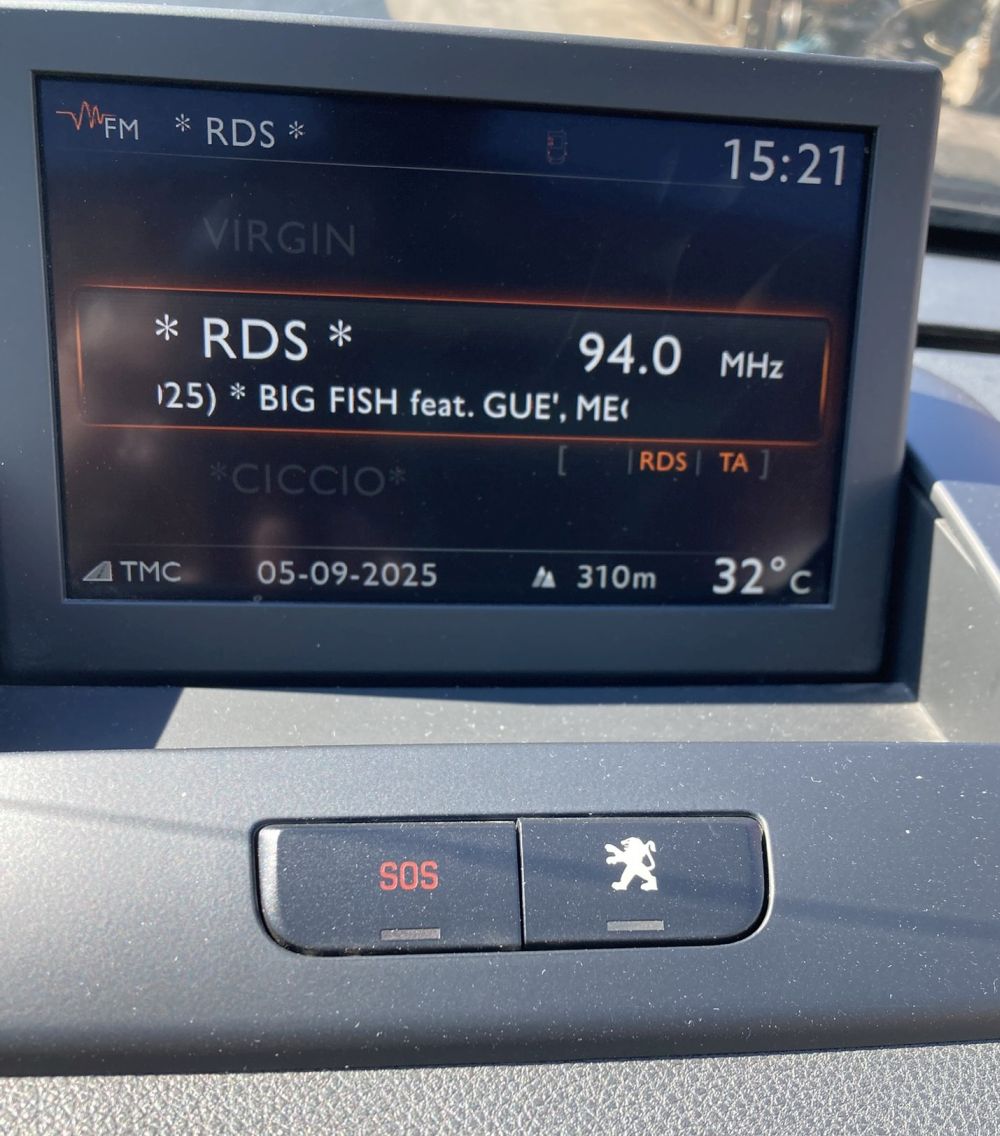 FM * RDS * 15:21
VIRGIN
* RDS * 94.0 MHz
25) * BIG FISH feat. GUE',
*CICCIO* [ | RDS | TA ]
TMC 05-09-2025 310m 32°C
SOS